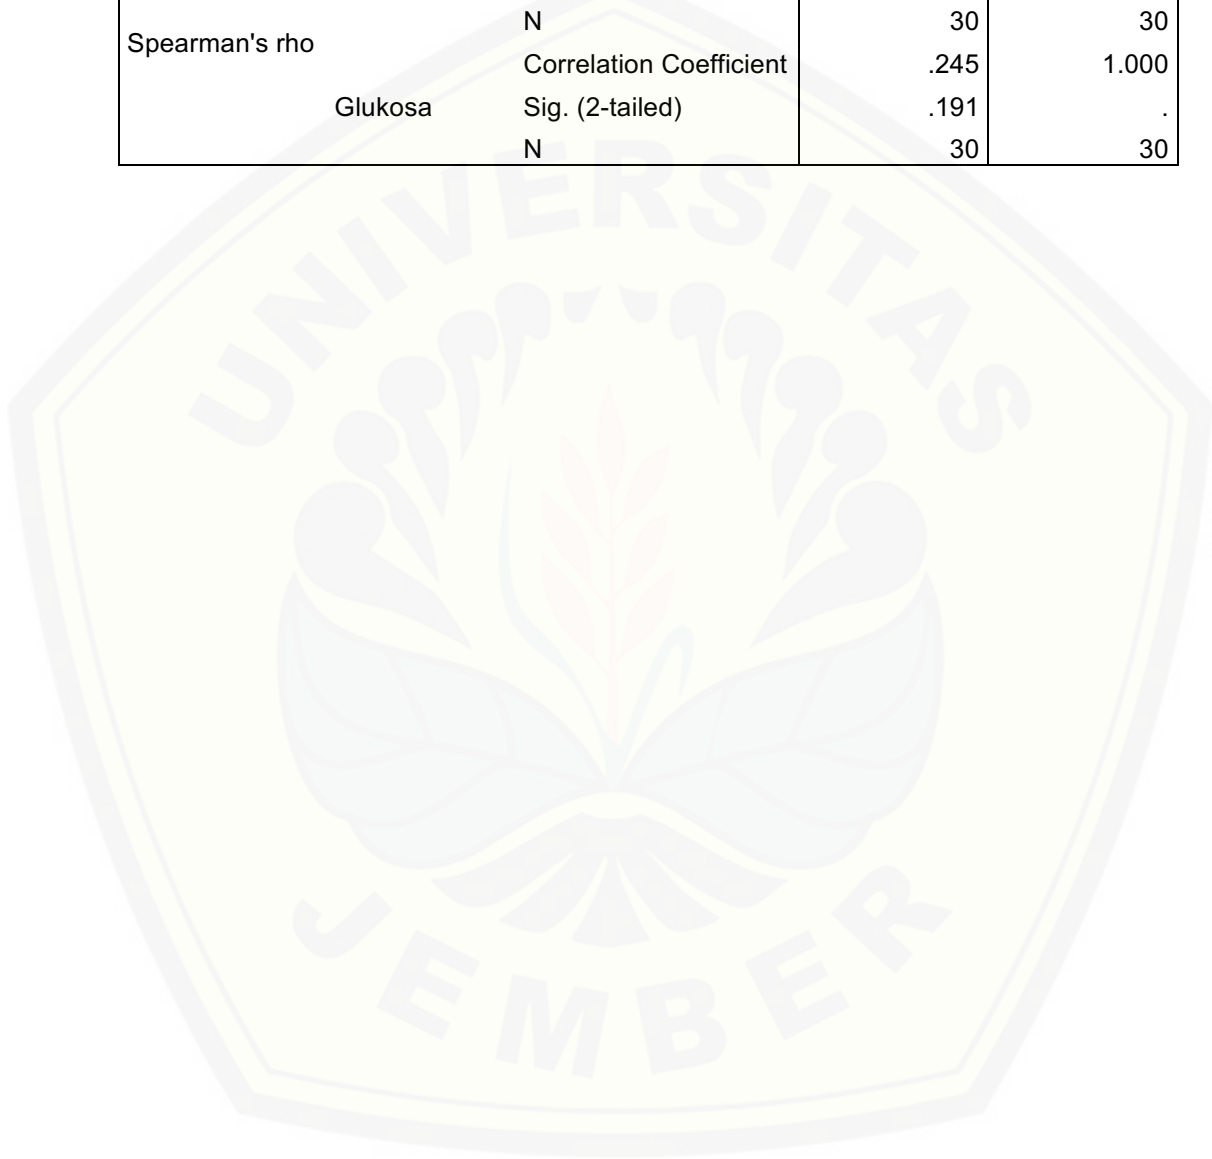 N 30 30
Spearman's rho
Correlation Coefficient .245 1.000
Glukosa Sig. (2-tailed) .191 .
N 30 30
UNIVERSITAS
JEMBER